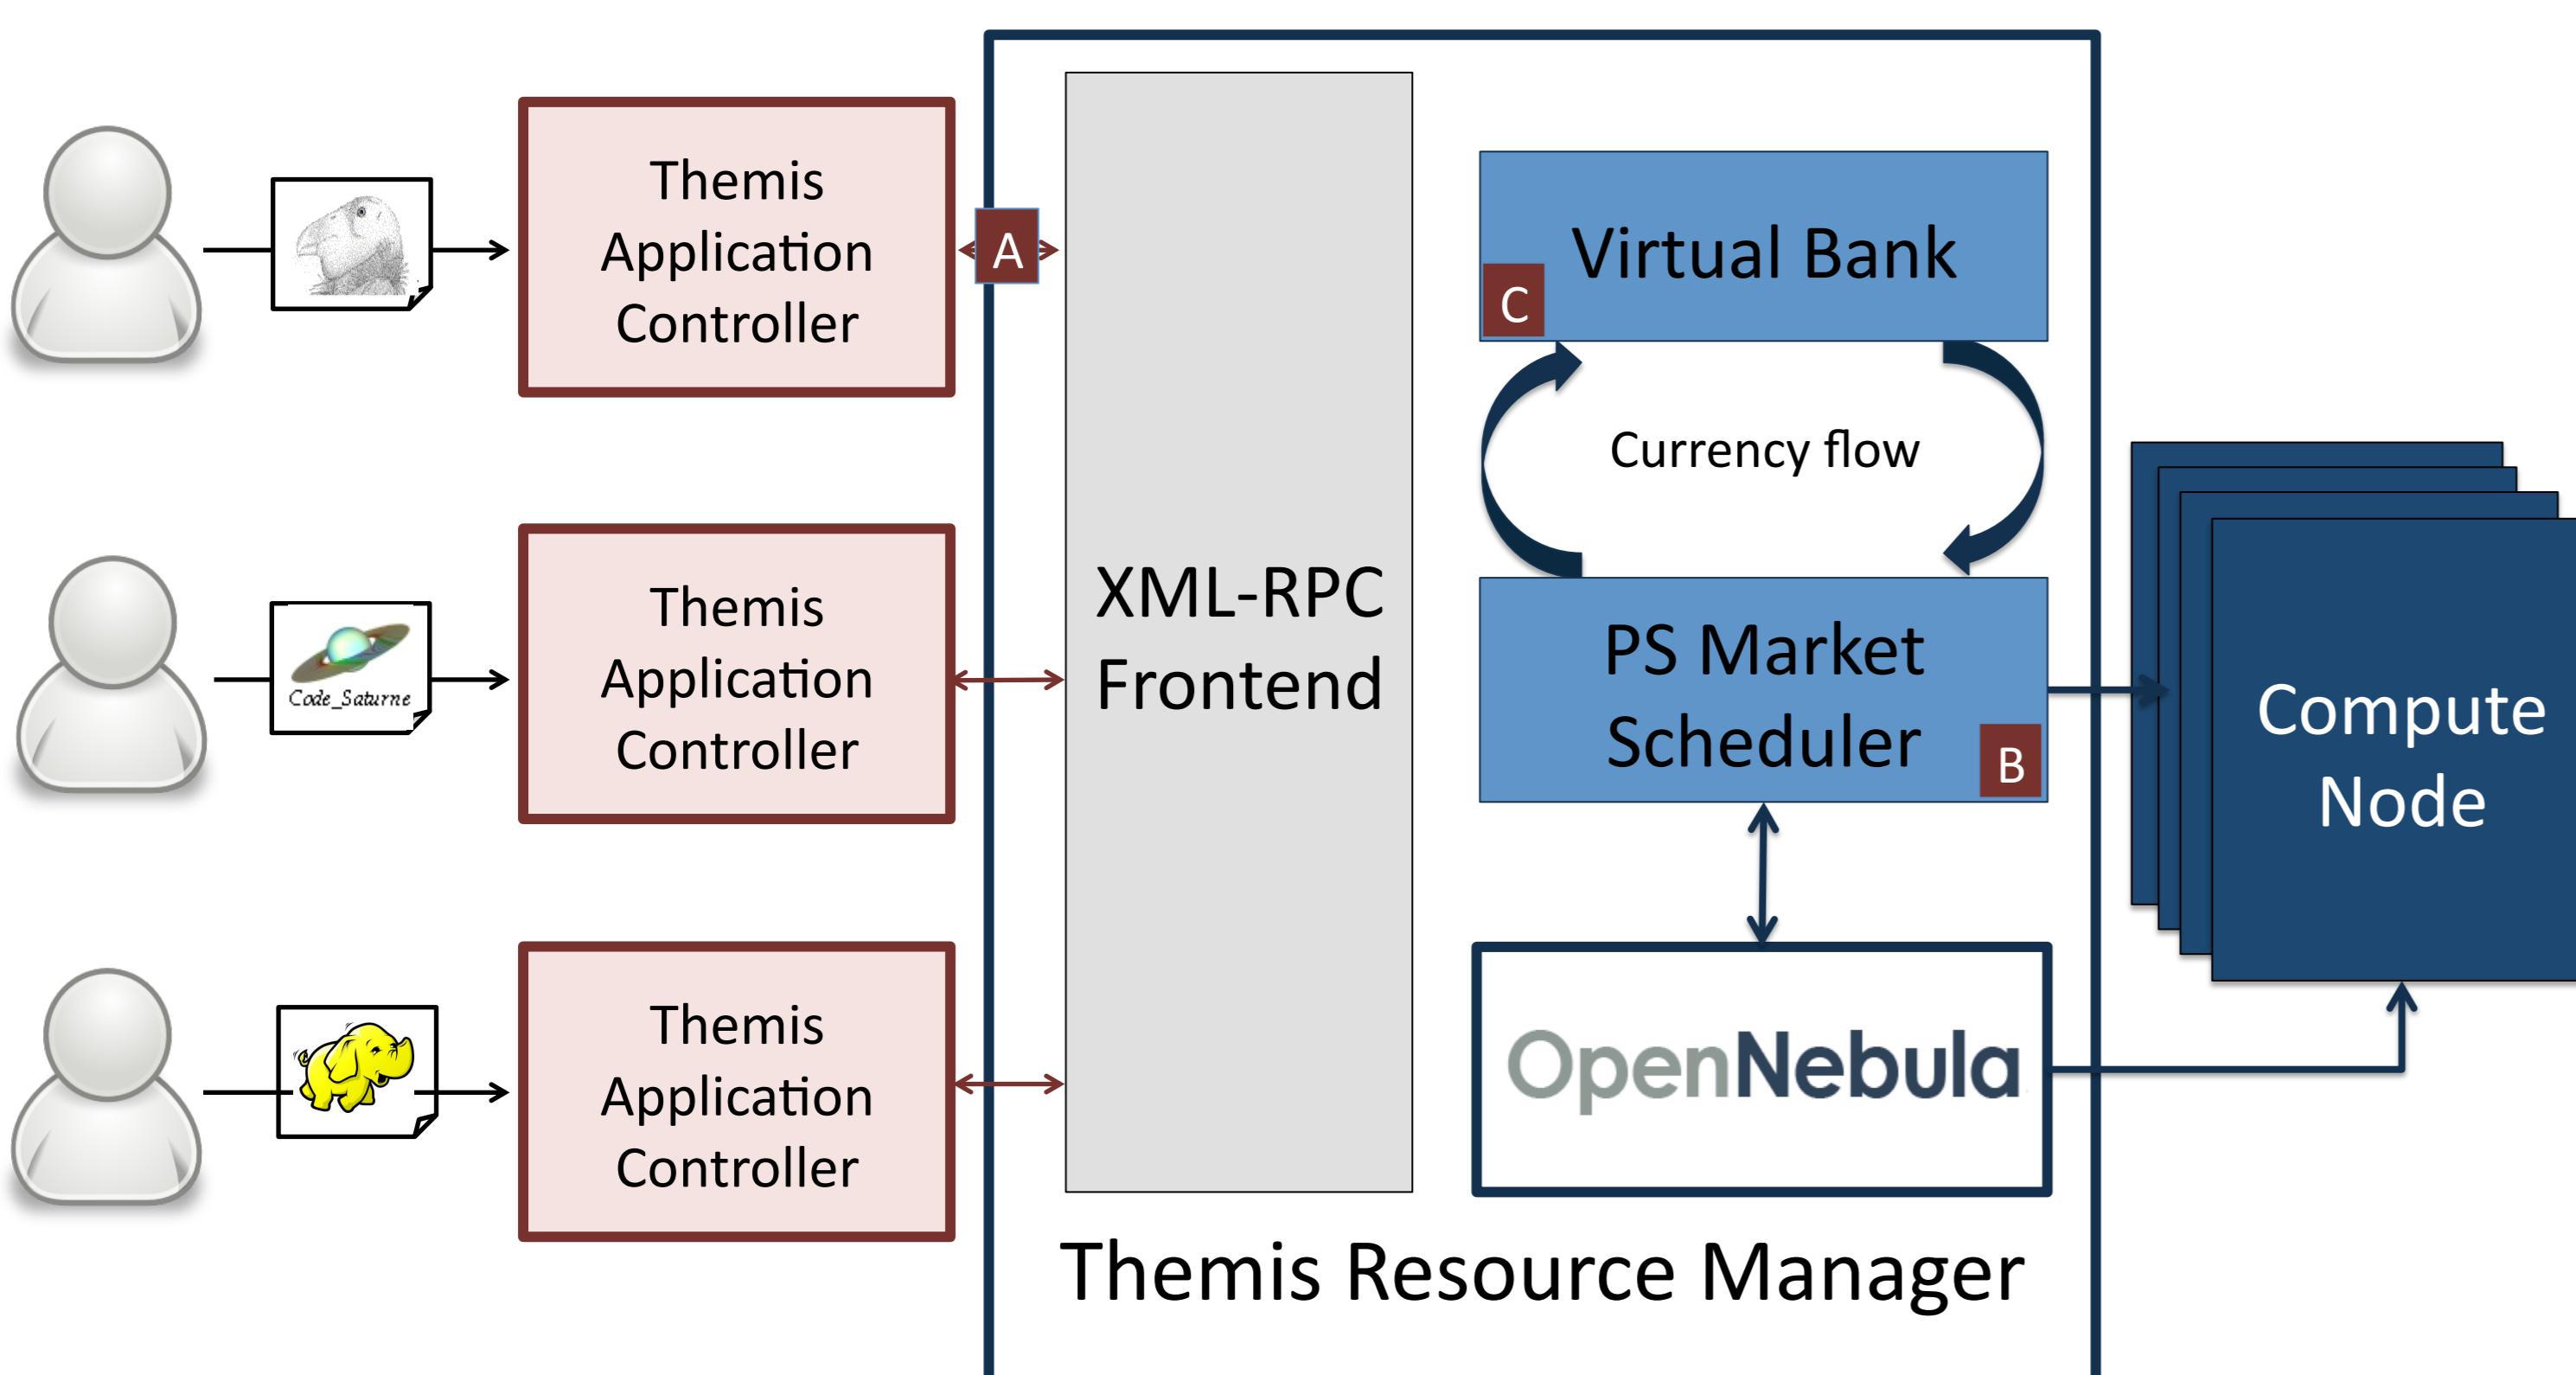 Themis
Application
Controller
A
Virtual Bank
C
Currency flow
Code_Saturne
Themis
Application
Controller
XML-RPC
Frontend
PS Market
Scheduler
B
Compute
Node
Themis
Application
Controller
OpenNebula
Themis Resource Manager